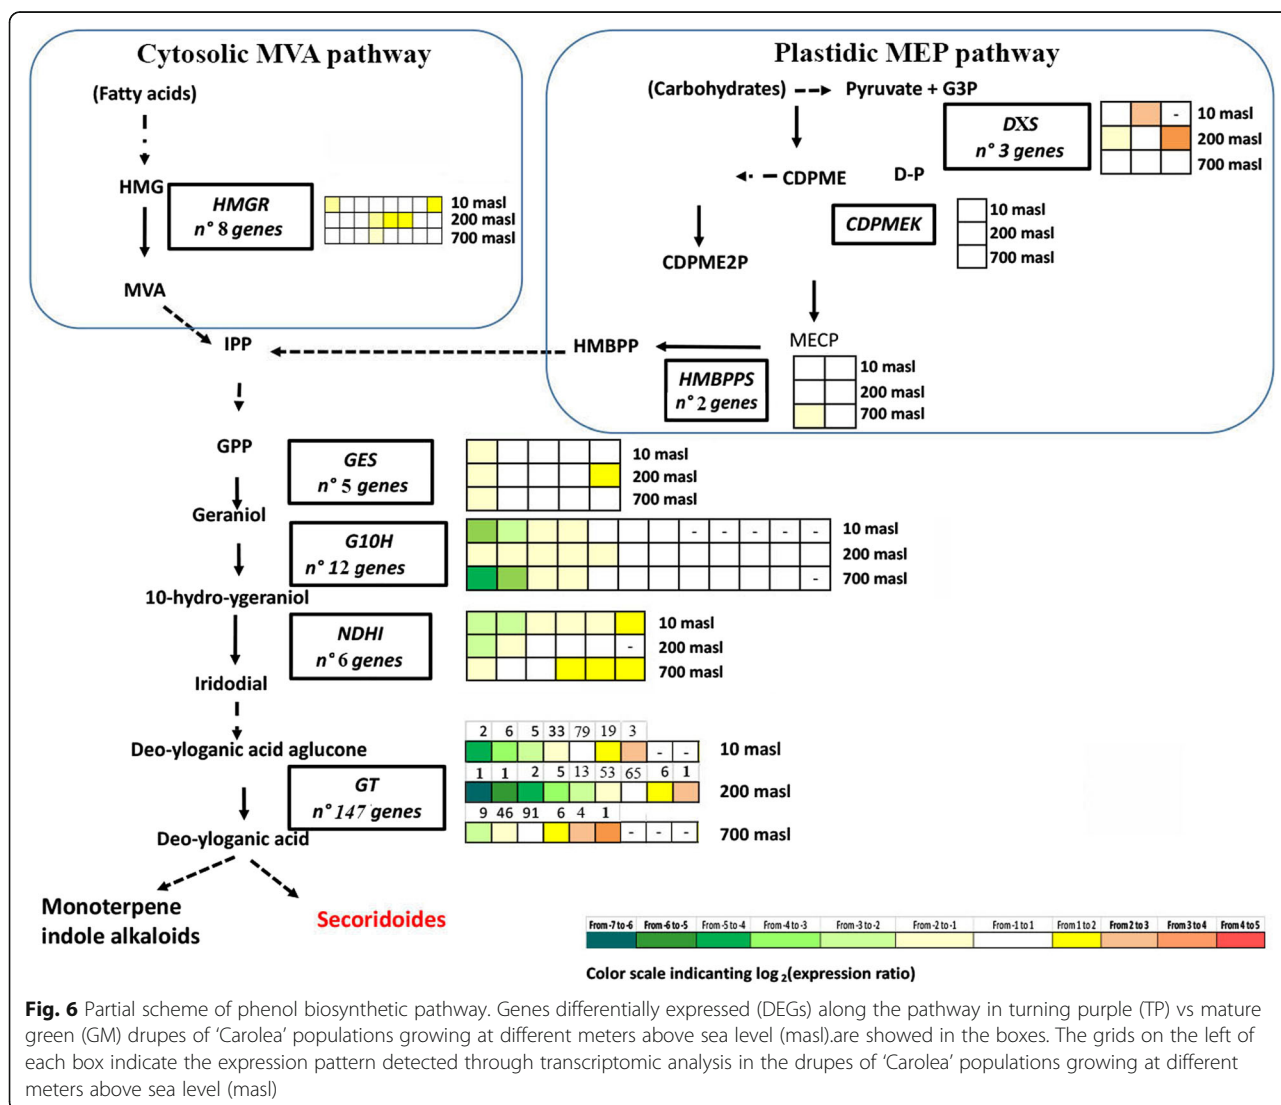 Cytosolic MVA pathway
Plastidic MEP pathway
(Fatty acids)
(Carbohydrates)
Pyruvate + G3P
DXS
n° 3 genes
-
10 masl
200 masl
700 masl
HMG
HMGR
n° 8 genes
10 masl
200 masl
700 masl
CDPME
D-P
CDPMEK
10 masl
200 masl
700 masl
CDPME2P
MVA
IPP
HMBPP
MECP
HMBPPS
n° 2 genes
10 masl
200 masl
700 masl
GPP
GES
n° 5 genes
10 masl
200 masl
700 masl
Geraniol
G10H
n° 12 genes
- - - - - 10 masl
200 masl
- 700 masl
10-hydro-ygeraniol
NDHI
n° 6 genes
10 masl
- 200 masl
700 masl
Iridodial
Deo-yloganic acid aglucone
GT
n° 147 genes
2 6 5 33 79 19 3
- - 10 masl
1 1 2 5 13 53 65 6 1
200 masl
9 46 91 6 4 1
- - - 700 masl
Deo-yloganic acid
Monoterpene
indole alkaloids
Secoridoides
From -7 to -6 From -6 to -5 From -5 to -4 From -4 to -3 From -3 to -2 From -2 to -1 From -1 to 1 From 1 to 2 From 2 to 3 From 3 to 4 From 4 to 5
Color scale indicanting log2(expression ratio)
Fig. 6 Partial scheme of phenol biosynthetic pathway. Genes differentially expressed (DEGs) along the pathway in turning purple (TP) vs mature
green (GM) drupes of ‘Carolea’ populations growing at different meters above sea level (masl).are showed in the boxes. The grids on the left of
each box indicate the expression pattern detected through transcriptomic analysis in the drupes of ‘Carolea’ populations growing at different
meters above sea level (masl)